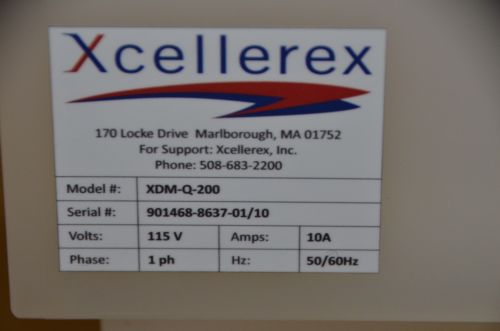 Xcellerex
170 Locke Drive Marlborough, MA 01752
For Support: Xcellerex, Inc.
Phone: 508-683-2200
Model #: XDM-Q-200
Serial #: 901468-8637-01/10
Volts: 115 V Amps: 10A
Phase: 1 ph Hz: 50/60Hz